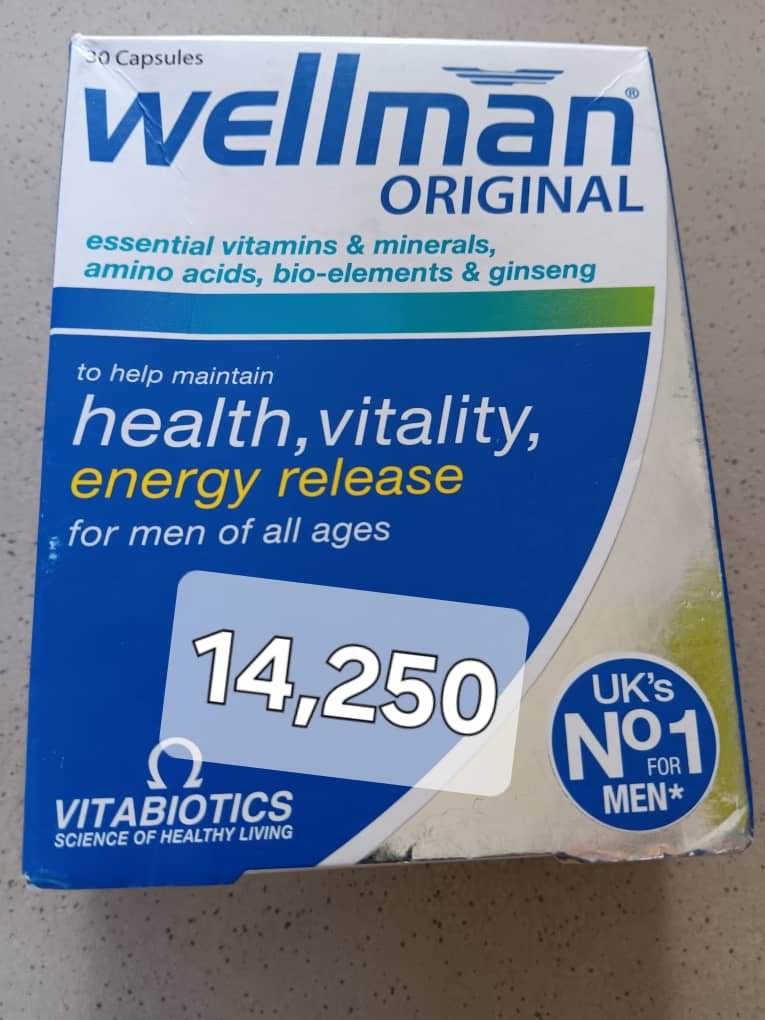 30 Capsules
wellman®
ORIGINAL
essential vitamins & minerals,
amino acids, bio-elements & ginseng
to help maintain
health, vitality,
energy release
for men of all ages
14,250
UK's
No1
FOR
MEN*
VITABIOTICS
SCIENCE OF HEALTHY LIVING